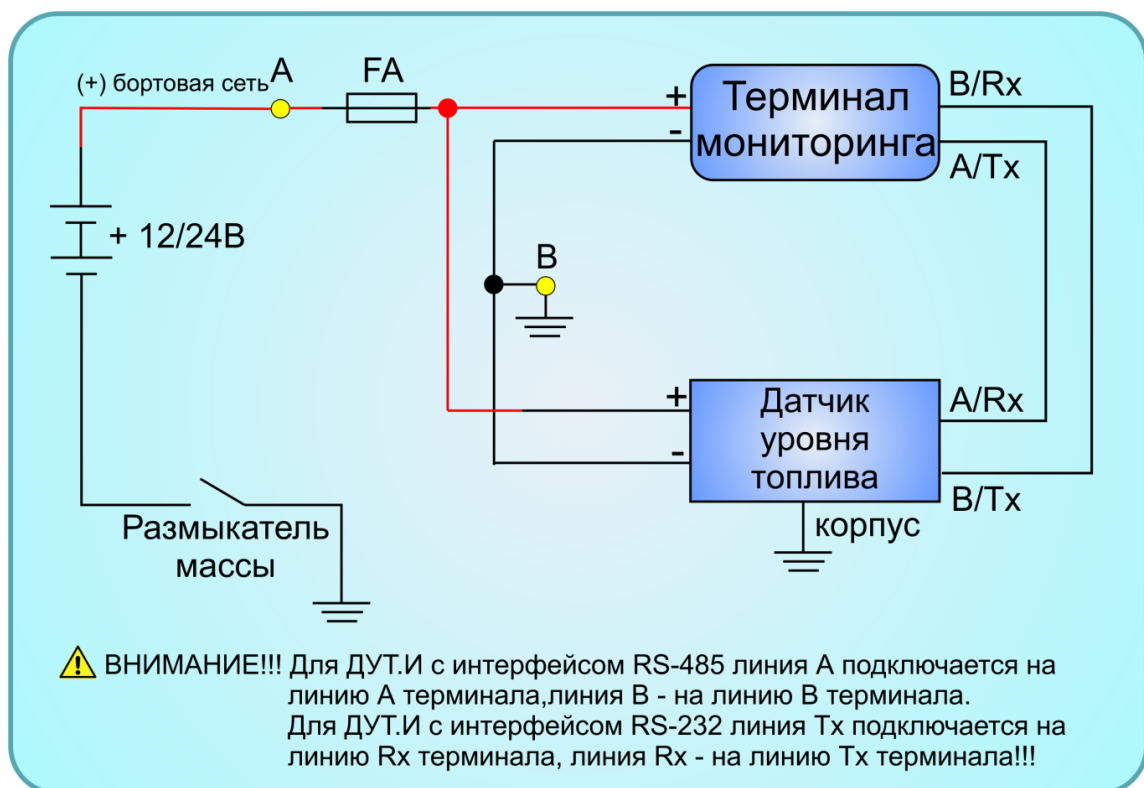 (+) бортовая сеть
A
FA
+
-
Терминал
мониторинга
B/Rx
A/Tx
+ 12/24В
B
+
-
Датчик
уровня
топлива
A/Rx
B/Tx
корпус
Размыкатель
массы
ВНИМАНИЕ!!! Для ДУТ.И с интерфейсом RS-485 линия А подключается на
линию А терминала,линия В - на линию В терминала.
Для ДУТ.И с интерфейсом RS-232 линия Тх подключается на
линию Rx терминала, линия Rx - на линию Тх терминала!!!